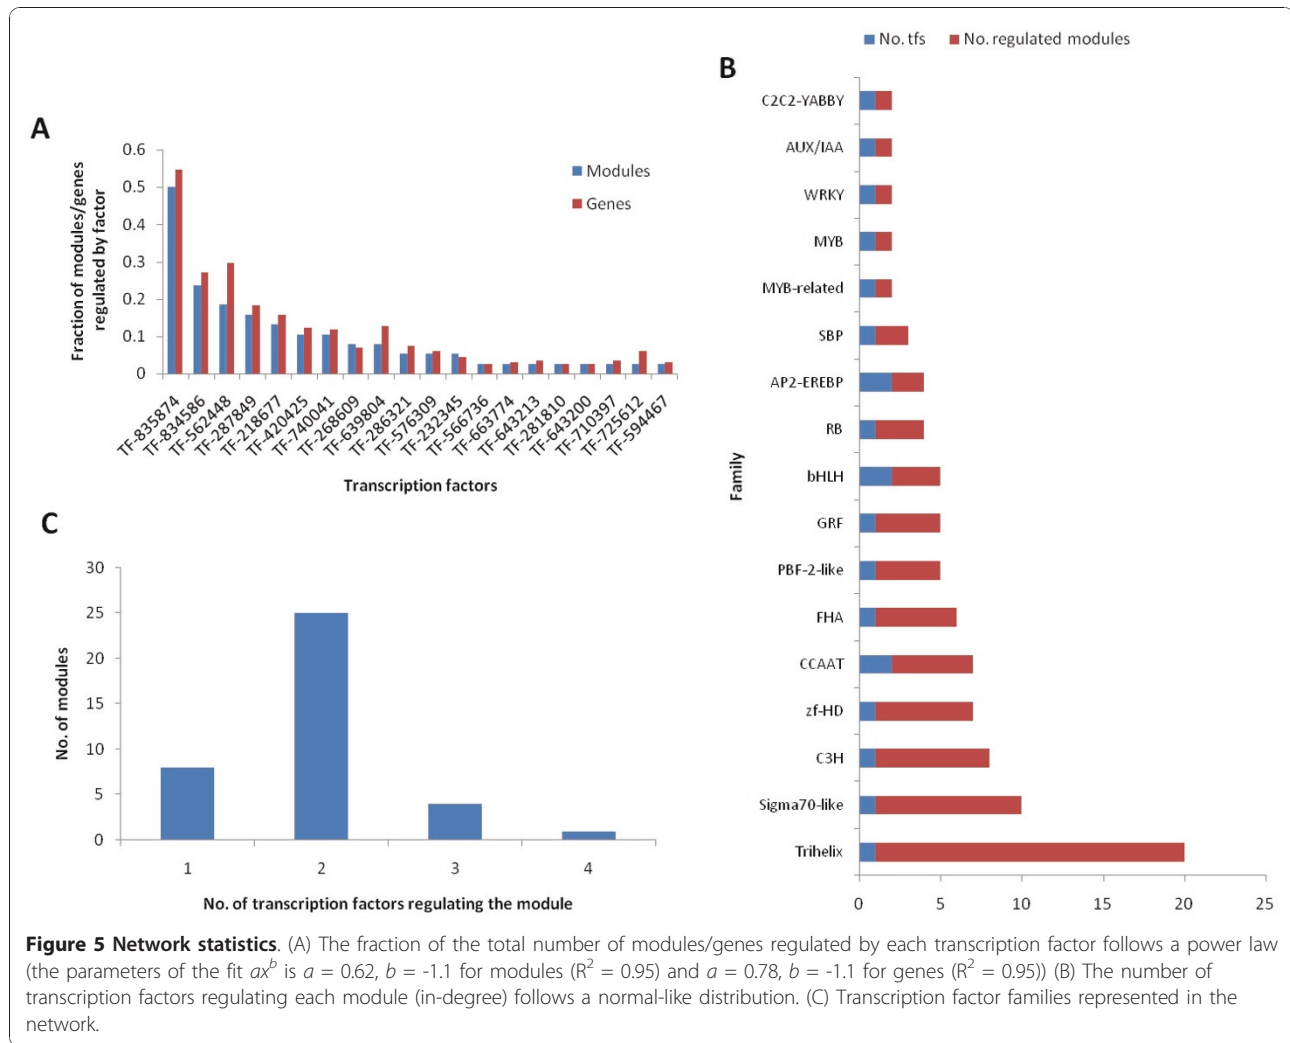 A
Fraction of modules/genes
regulated by factor
0.6
0.5
0.4
0.3
0.2
0.1
0
Modules
Genes
TF-835874
TF-834586
TF-562448
TF-287849
TF-218677
TF-420425
TF-740041
TF-268609
TF-639804
TF-286321
TF-576309
TF-232345
TF-566736
TF-663774
TF-643213
TF-281810
TF-643200
TF-710397
TF-725612
TF-594467
Transcription factors
No. tfs
No. regulated modules
B
Family
C2C2-YABBY
AUX/IAA
WRKY
MYB
MYB-related
SBP
AP2-EREBP
RB
bHLH
GRF
PBF-2-like
FHA
CCAAT
zf-HD
C3H
Sigma70-like
Trihelix
0 5 10 15 20 25
C
No. of modules
30
25
20
15
10
5
0
1 2 3 4
No. of transcription factors regulating the module
Figure 5 Network statistics. (A) The fraction of the total number of modules/genes regulated by each transcription factor follows a power law
(the parameters of the fit ax^b is a = 0.62, b = -1.1 for modules (R² = 0.95) and a = 0.78, b = -1.1 for genes (R² = 0.95)) (B) The number of
transcription factors regulating each module (in-degree) follows a normal-like distribution. (C) Transcription factor families represented in the
network.